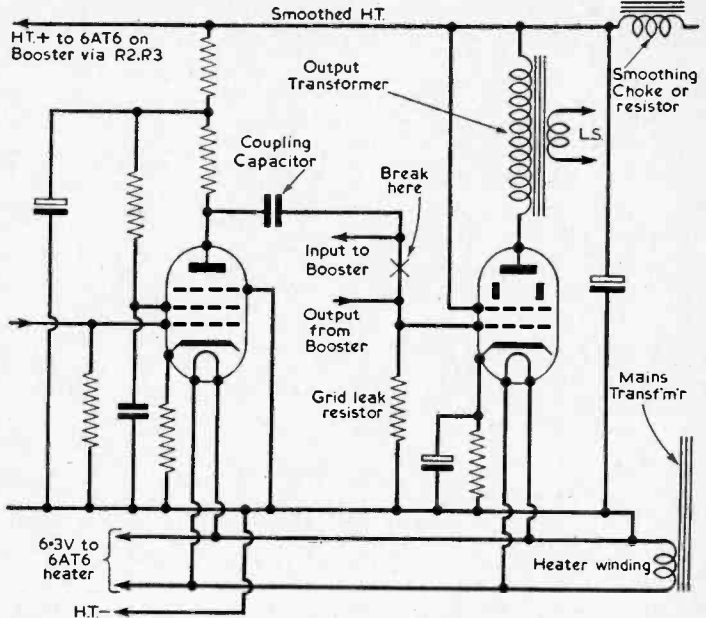 Smoothed H.T.
H.T.+ to 6AT6 on
Booster via R2.R3
Output
Transformer
Smoothing
Choke or
resistor
L.S.
Coupling
Capacitor
Break
here
Input to
Booster
Output
from
Booster
Mains
Transf'm'r
Grid leak
resistor
6·3V to
6AT6
heater
Heater winding
H.T.-